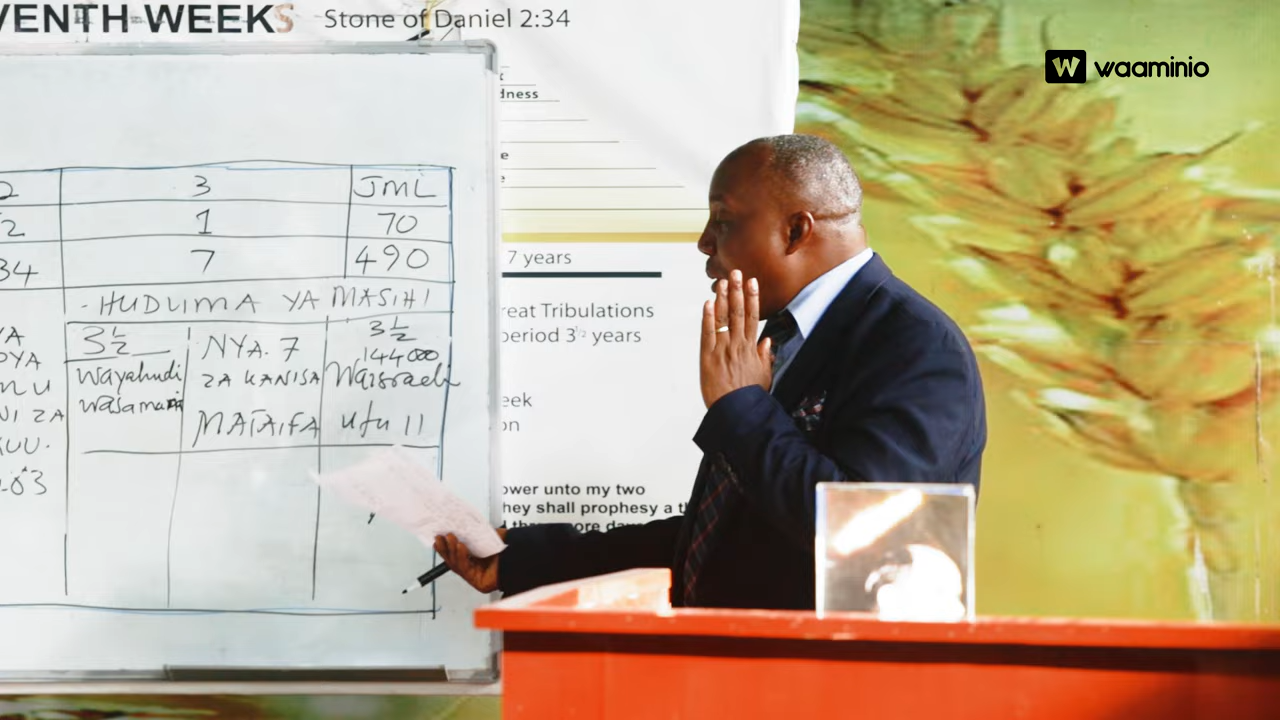 VENTH WEEKS
Stone of Daniel 2:34
W waaminio
dness
7 years
reat Tribulations
period 3½ years
eek
on
ower unto my two
hey shall prophesy a t
2 3 JML
2 1 70
34 7 490
- HUDUMA YA MASIHI
3½ NYA. 7 3½
144000
Wayahudi ZA KANISA Waisraeli
Wasamaria
MATAIFA Ufu 11
YA
OYA
NI ZA
KUU.